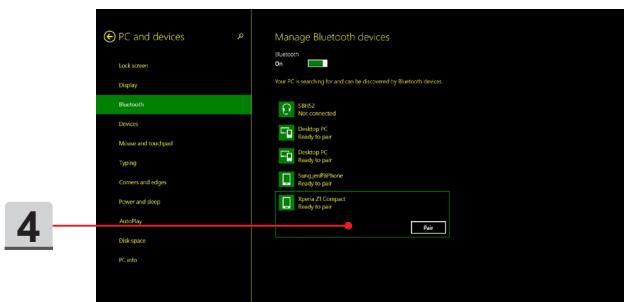 PC and devices
Lock screen
Display
Bluetooth
Devices
Mouse and touchpad
Typing
Corners and edges
Power and sleep
AutoPlay
Disk space
PC info
Manage Bluetooth devices
Bluetooth
On
Your PC is searching for and can be discovered by Bluetooth devices.
SBH52
Not connected
Desktop PC
Ready to pair
Desktop PC
Ready to pair
Ready to pair
Xperia Z1 Compact
Ready to pair
Pair
4